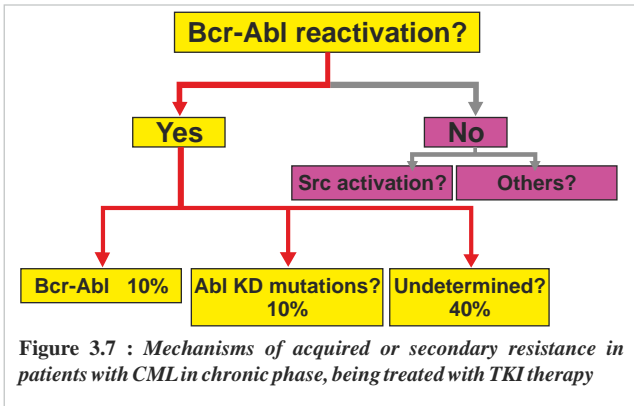 Bcr-Abl reactivation?
Yes
No
Src activation?
Others?
Bcr-Abl 10%
Abl KD mutations?
10%
Undetermined?
40%
Figure 3.7 : Mechanisms of acquired or secondary resistance in
patients with CML in chronic phase, being treated with TKI therapy